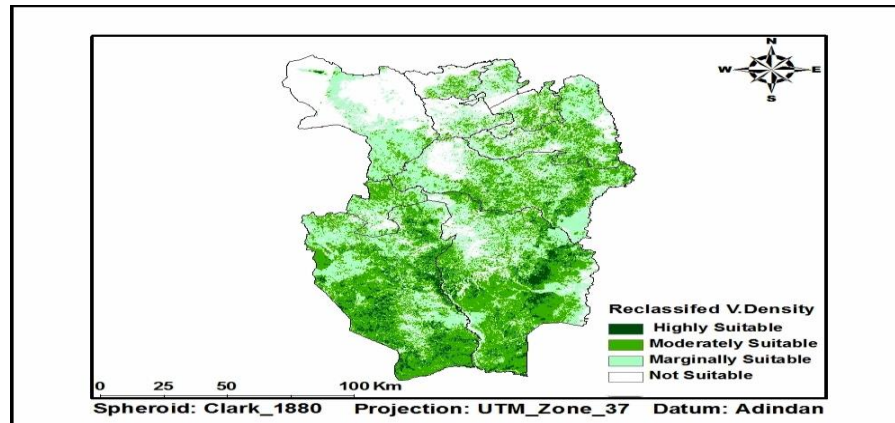 N
W E
S
Reclassifed V.Density
Highly Suitable
Moderately Suitable
Marginally Suitable
Not Suitable
0 25 50 100 Km
Spheroid: Clark_1880 Projection: UTM_Zone_37 Datum: Adindan